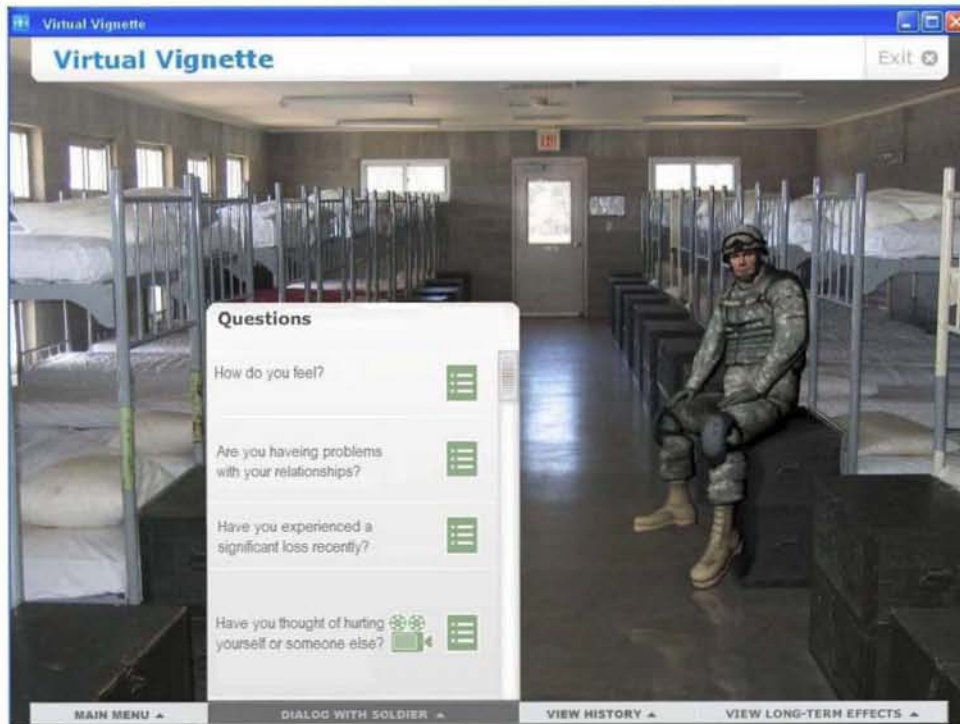 Virtual Vignette
Virtual Vignette
Exit
EXIT
Questions
How do you feel?
Are you haveing problems
with your relationships?
Have you experienced a
significant loss recently?
Have you thought of hurting
yourself or someone else?
MAIN MENU
DIALOG WITH SOLDIER
VIEW HISTORY
VIEW LONG-TERM EFFECTS